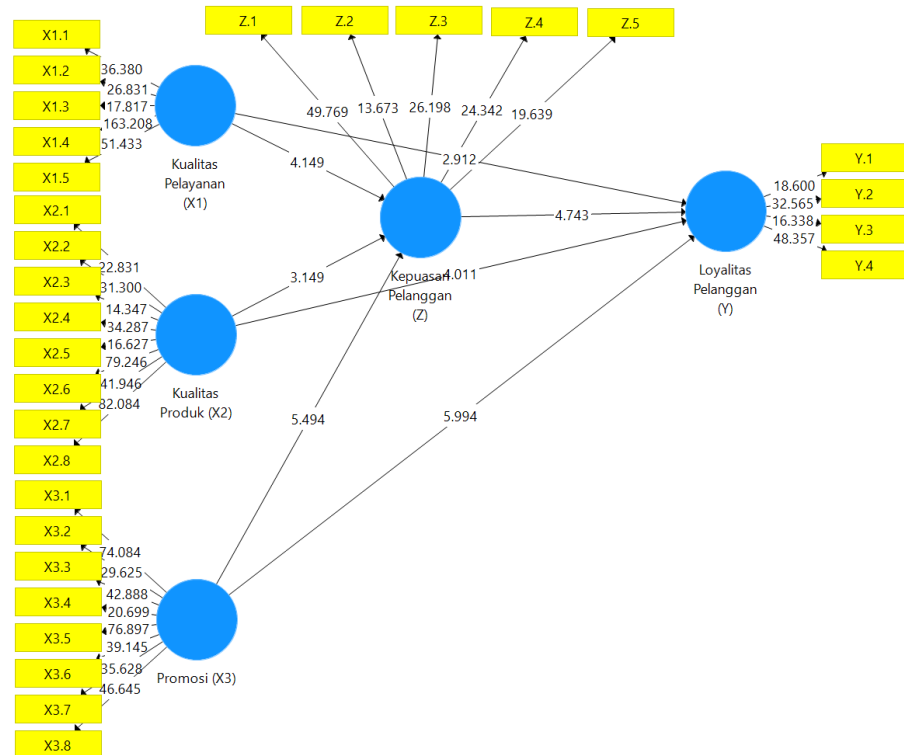 Z.1
Z.2
Z.3
Z.4
Z.5
X1.1
X1.2
X1.3
X1.4
X1.5
36.380
26.831
17.817
163.208
51.433
Kualitas
Pelayanan
(X1)
49.769
13.673
26.198
24.342
19.639
4.149
2.912
Kepuasan
Pelanggan
(Z)
4.743
Y.1
Y.2
Y.3
Y.4
18.600
32.565
16.338
48.357
Loyalitas
Pelanggan
(Y)
X2.1
X2.2
X2.3
X2.4
X2.5
X2.6
X2.7
X2.8
22.831
31.300
14.347
34.287
16.627
79.246
41.946
82.084
Kualitas
Produk (X2)
3.149
4.011
5.494
5.994
X3.1
X3.2
X3.3
X3.4
X3.5
X3.6
X3.7
X3.8
74.084
29.625
42.888
20.699
76.897
39.145
35.628
46.645
Promosi (X3)